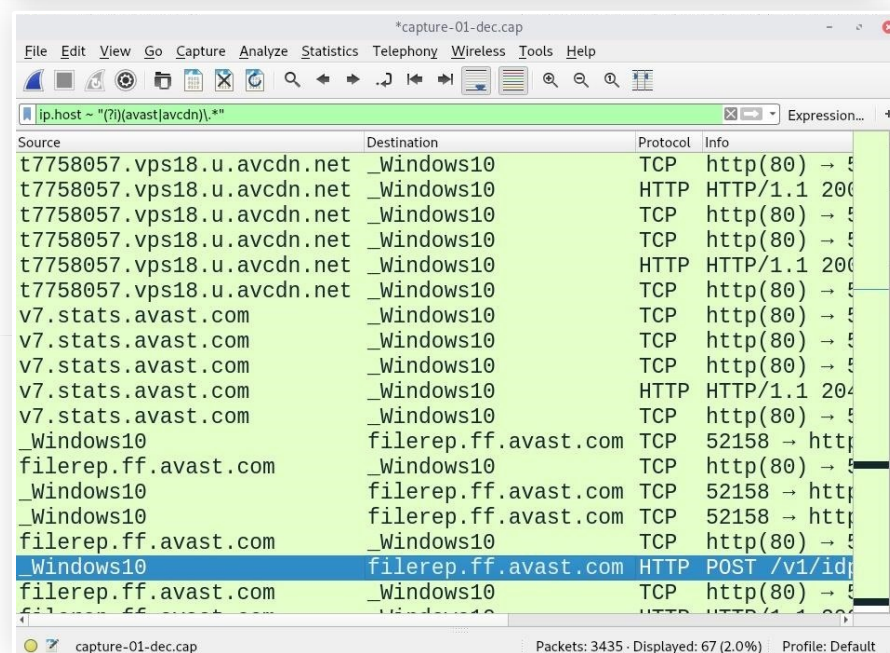 *capture-01-dec.cap
File Edit View Go Capture Analyze Statistics Telephony Wireless Tools Help
ip.host ~ "(?i)(avast|avcdn)\.*" Expression... +
Source Destination Protocol Info
t7758057.vps18.u.avcdn.net _Windows10 TCP http(80) →
t7758057.vps18.u.avcdn.net _Windows10 HTTP HTTP/1.1 200
t7758057.vps18.u.avcdn.net _Windows10 TCP http(80) →
t7758057.vps18.u.avcdn.net _Windows10 TCP http(80) →
t7758057.vps18.u.avcdn.net _Windows10 HTTP HTTP/1.1 200
t7758057.vps18.u.avcdn.net _Windows10 TCP http(80) →
v7.stats.avast.com _Windows10 TCP http(80) →
v7.stats.avast.com _Windows10 TCP http(80) →
v7.stats.avast.com _Windows10 TCP http(80) →
v7.stats.avast.com _Windows10 HTTP HTTP/1.1 204
v7.stats.avast.com _Windows10 TCP http(80) →
_Windows10 filerep.ff.avast.com TCP 52158 → http
filerep.ff.avast.com _Windows10 TCP http(80) →
_Windows10 filerep.ff.avast.com TCP 52158 → http
_Windows10 filerep.ff.avast.com TCP 52158 → http
filerep.ff.avast.com _Windows10 TCP http(80) →
_Windows10 filerep.ff.avast.com HTTP POST /v1/idp
filerep.ff.avast.com _Windows10 TCP http(80) →
capture-01-dec.cap Packets: 3435 · Displayed: 67 (2.0%) Profile: Default